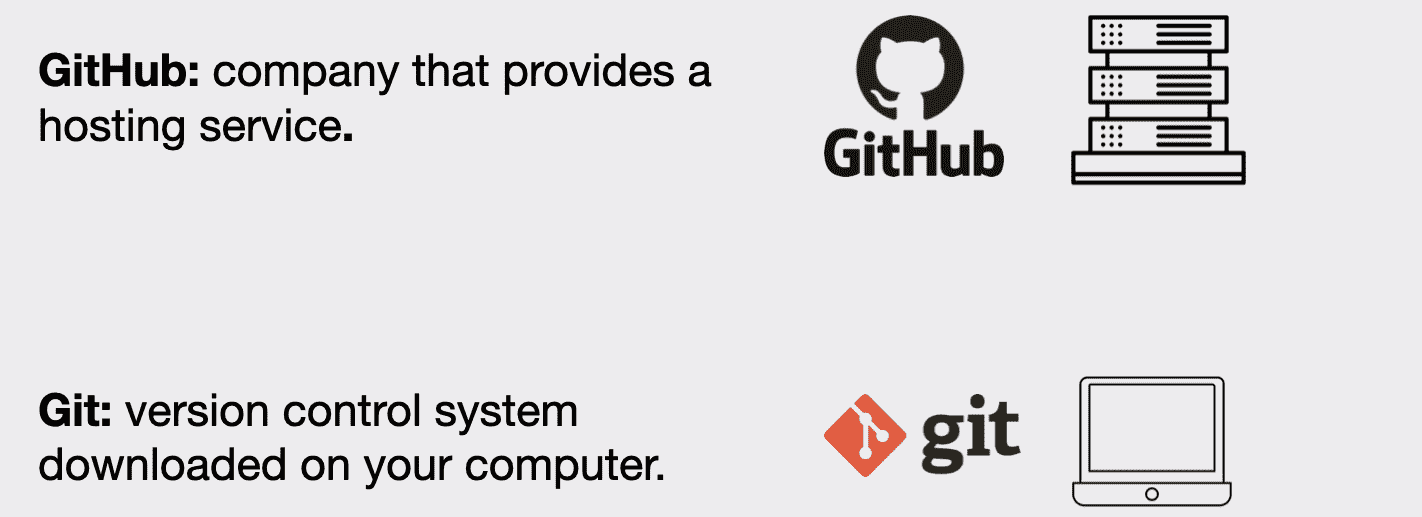 GitHub: company that provides a
hosting service.
GitHub
Git: version control system
downloaded on your computer.
git